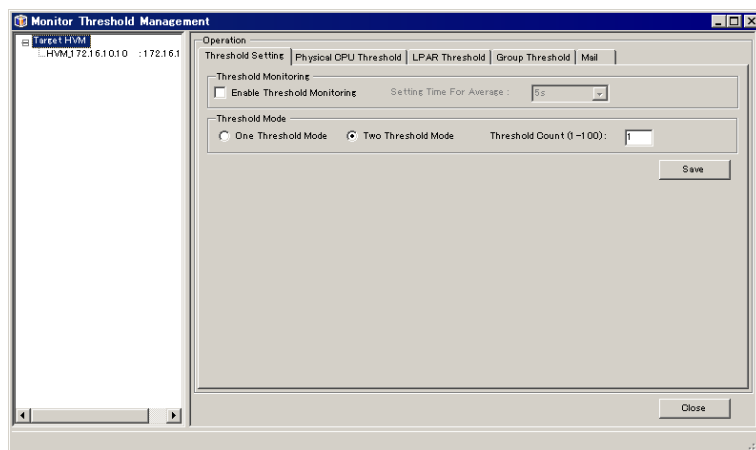 Monitor Threshold Management
Target HVM
HVM_172.16.10.10 :172.16.1
Operation
Threshold Setting Physical CPU Threshold LPAR Threshold Group Threshold Mail
Threshold Monitoring
Enable Threshold Monitoring Setting Time For Average : 5s
Threshold Mode
One Threshold Mode Two Threshold Mode Threshold Count (1-100): 1
Save
Close